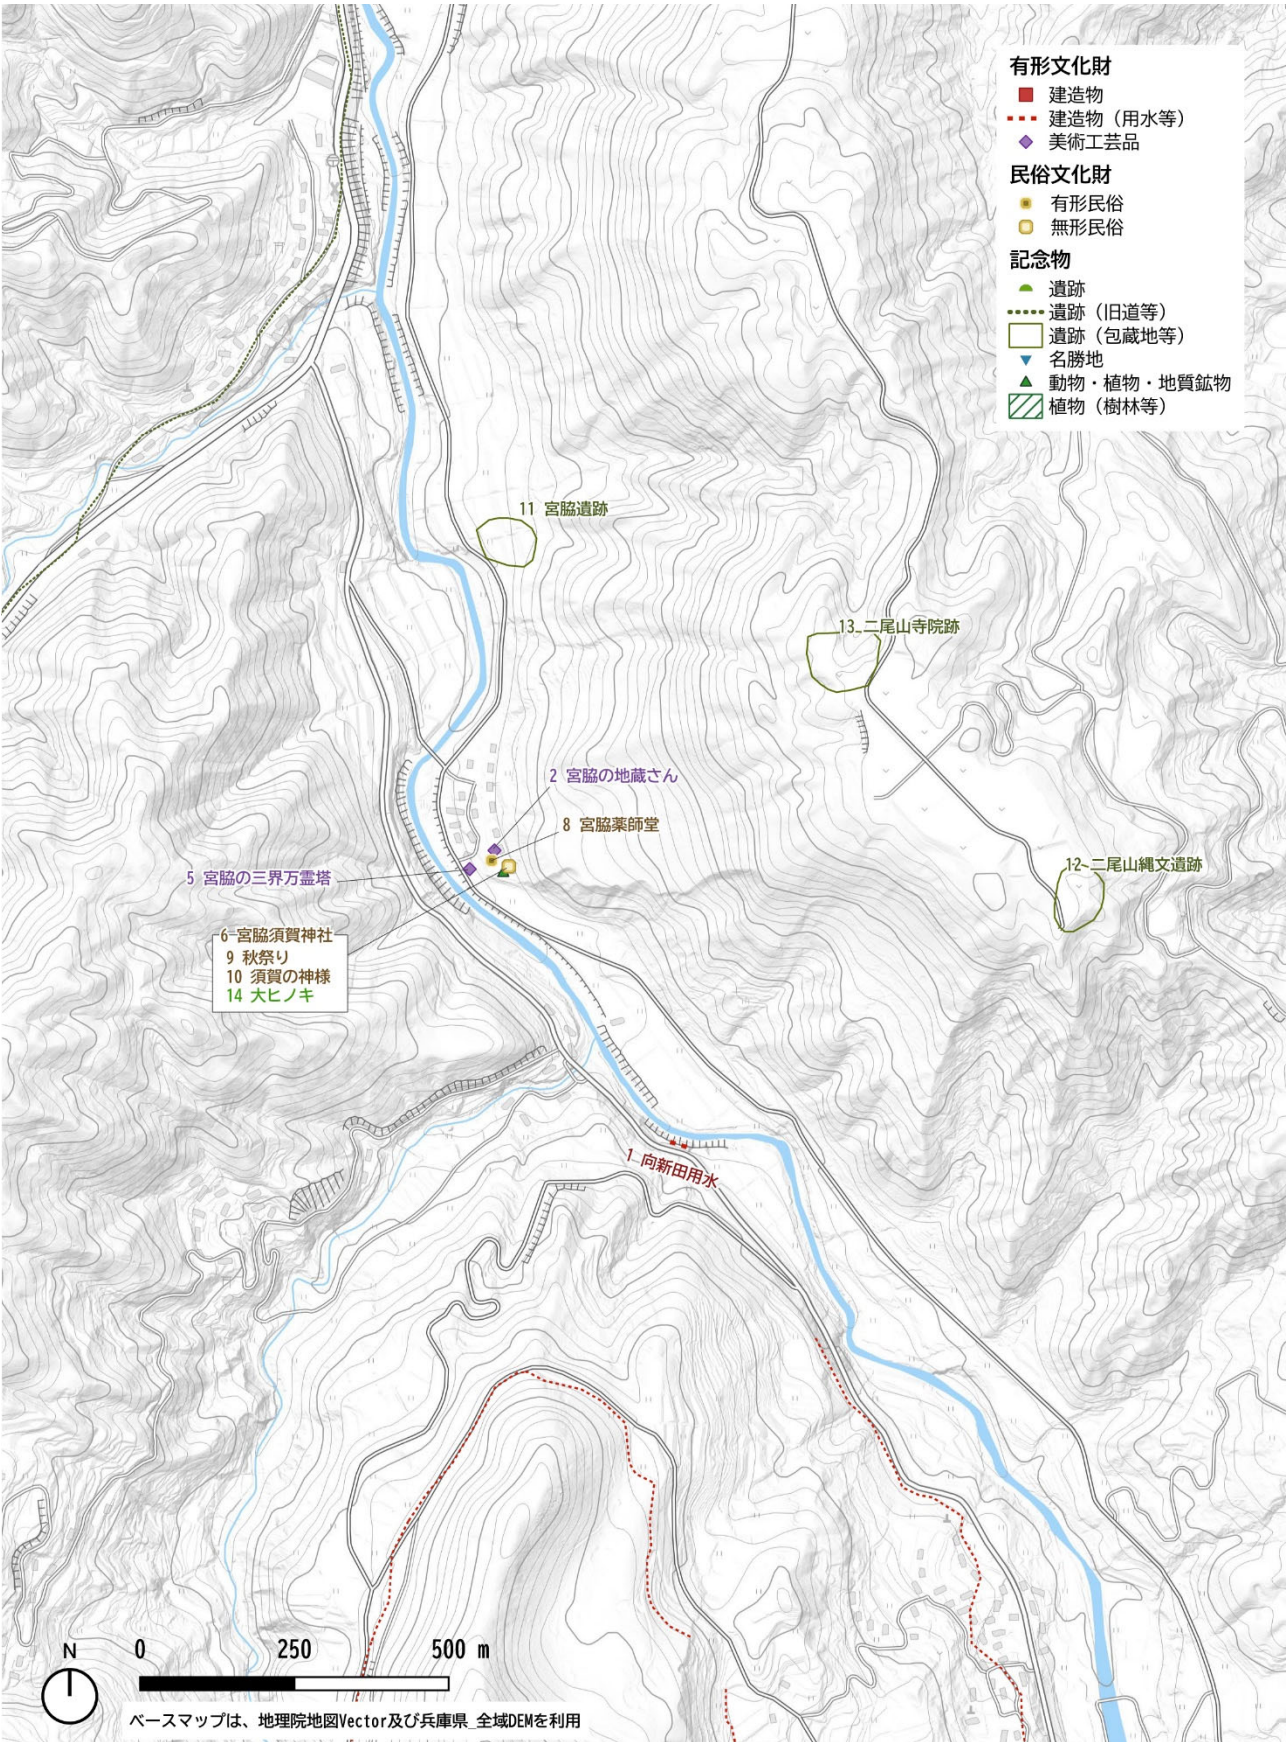 有形文化財
建造物
建造物（用水等）
美術工芸品
民俗文化財
有形民俗
無形民俗
記念物
遺跡
遺跡（旧道等）
遺跡（包蔵地等）
名勝地
動物・植物・地質鉱物
植物（樹林等）
11 宮脇遺跡
13 二尾山寺院跡
2 宮脇の地蔵さん
8 宮脇薬師堂
12 二尾山縄文遺跡
5 宮脇の三界万霊塔
6 宮脇須賀神社
9 秋祭り
10 須賀の神様
14 大ヒノキ
1 向新田用水
N
0 250 500 m
ベースマップは、地理院地図Vector及び兵庫県_全域DEMを利用